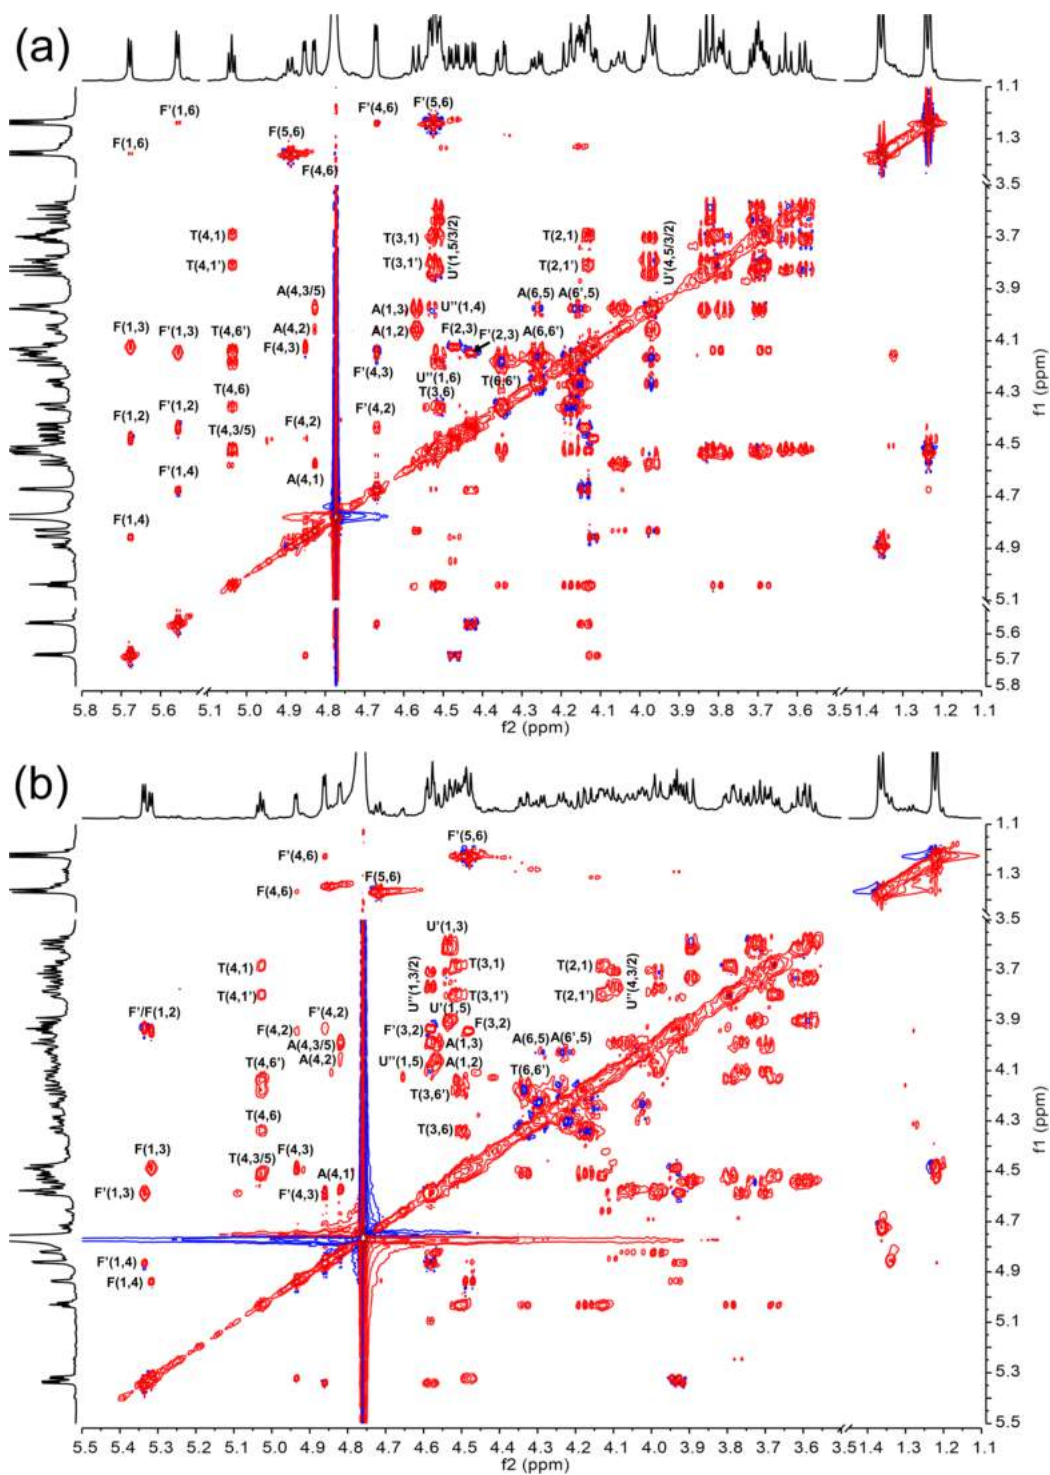 (a)
F'(1,6)
F'(4,6)
F'(5,6)
F(1,6)
F(5,6)
F(4,6)
1.1
1.3
3.5
3.7
3.9
4.1
4.3
4.5
4.7
4.9
5.1
5.6
5.7
5.8
f1 (ppm)
T(4,1)
T(3,1)
U'(1,5/3/2)
T(2,1)
U'(4,5/3/2)
T(4,1')
T(3,1')
T(2,1')
A(4,3/5)
A(1,3)
U''(1,4)
A(6,5)
A(6',5)
F(1,3)
F'(1,3)
T(4,6')
A(4,2)
A(1,2)
F(2,3)
F'(2,3)
A(6,6')
F(4,3)
F'(4,3)
U''(1,6)
T(6,6')
T(4,6)
T(3,6)
F(1,2)
F'(1,2)
T(4,3/5)
F(4,2)
F'(4,2)
F'(1,4)
A(4,1)
F(1,4)
5.8 5.7 5.6 5.5 5.1 5.0 4.9 4.8 4.7 4.6 4.5 4.4 4.3 4.2 4.1 4.0 3.9 3.8 3.7 3.6 3.5 1.4 1.3 1.2 1.1
f2 (ppm)
(b)
F'(4,6)
F'(5,6)
F(4,6)
F(5,6)
1.1
1.3
3.5
3.7
3.9
4.1
4.3
4.5
4.7
4.9
5.1
5.3
5.5
f1 (ppm)
U'(1,3)
T(4,1)
U''(1,3/2)
T(3,1)
T(2,1)
U''(4,3/2)
T(4,1')
T(3,1')
T(2,1')
F'/F(1,2)
F(4,2)
F'(4,2)
U'(1,5)
F'(3,2)
F(3,2)
A(4,3/5)
A(1,3)
A(6,5)
A(6',5)
T(4,6')
A(4,2)
U''(1,5)
A(1,2)
T(6,6')
T(3,6')
T(4,6)
T(3,6)
F(1,3)
T(4,3/5)
F(4,3)
A(4,1)
F'(1,3)
F'(4,3)
F'(1,4)
F(1,4)
5.5 5.4 5.3 5.2 5.1 5.0 4.9 4.8 4.7 4.6 4.5 4.4 4.3 4.2 4.1 4.0 3.9 3.8 3.7 3.6 3.5 1.4 1.3 1.2 1.1
f2 (ppm)